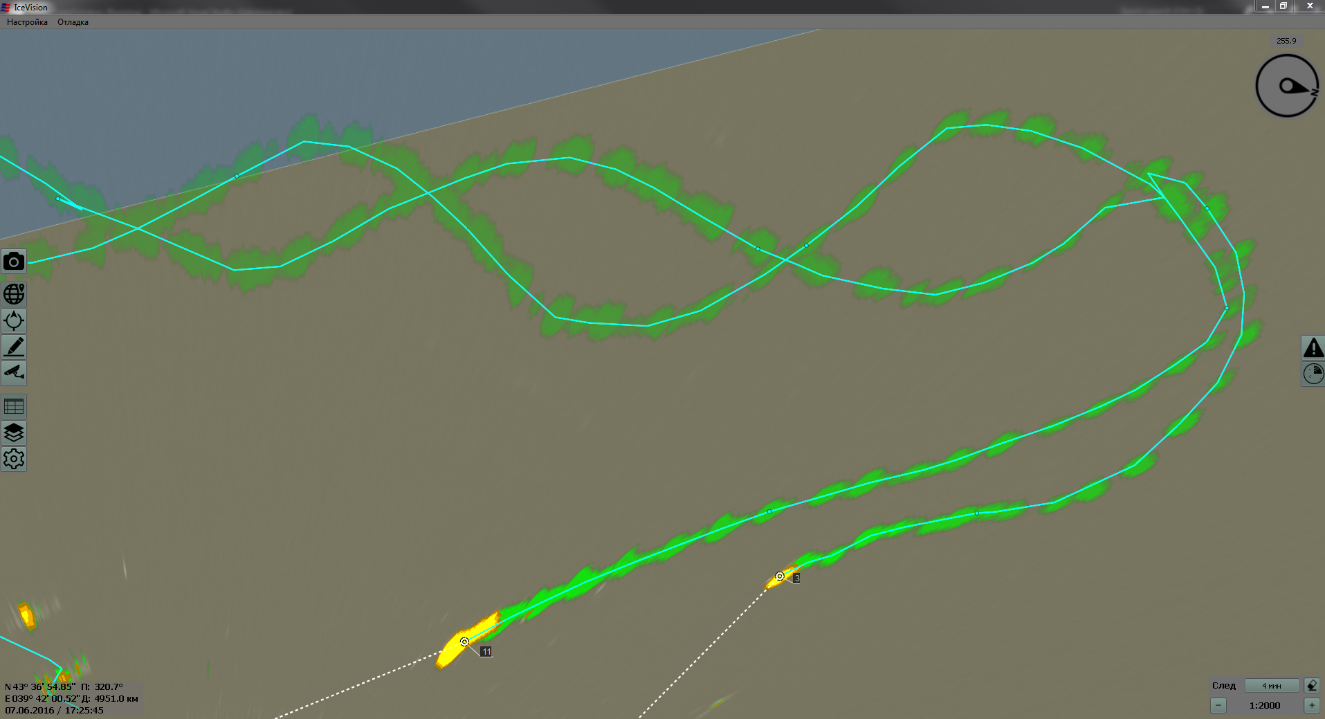 IceVision
Настройка Отладка
255.9
N
3
11
N 43° 36' 54.85" П: 320.7°
E 039° 42' 00.52" Д: 4951.0 км
07.06.2016 / 17:25:45
След 4 мин
- 1:2000 +